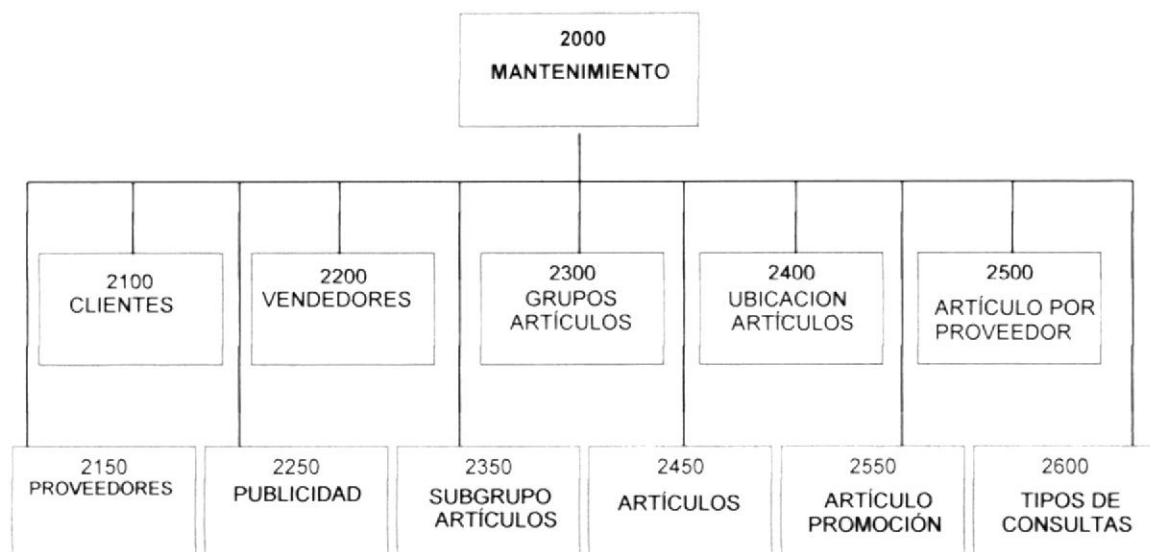 2000
MANTENIMIENTO
2100
CLIENTES
2200
VENDEDORES
2300
GRUPOS
ARTÍCULOS
2400
UBICACION
ARTÍCULOS
2500
ARTÍCULO POR
PROVEEDOR
2150
PROVEEDORES
2250
PUBLICIDAD
2350
SUBGRUPO
ARTÍCULOS
2450
ARTÍCULOS
2550
ARTÍCULO
PROMOCIÓN
2600
TIPOS DE
CONSULTAS